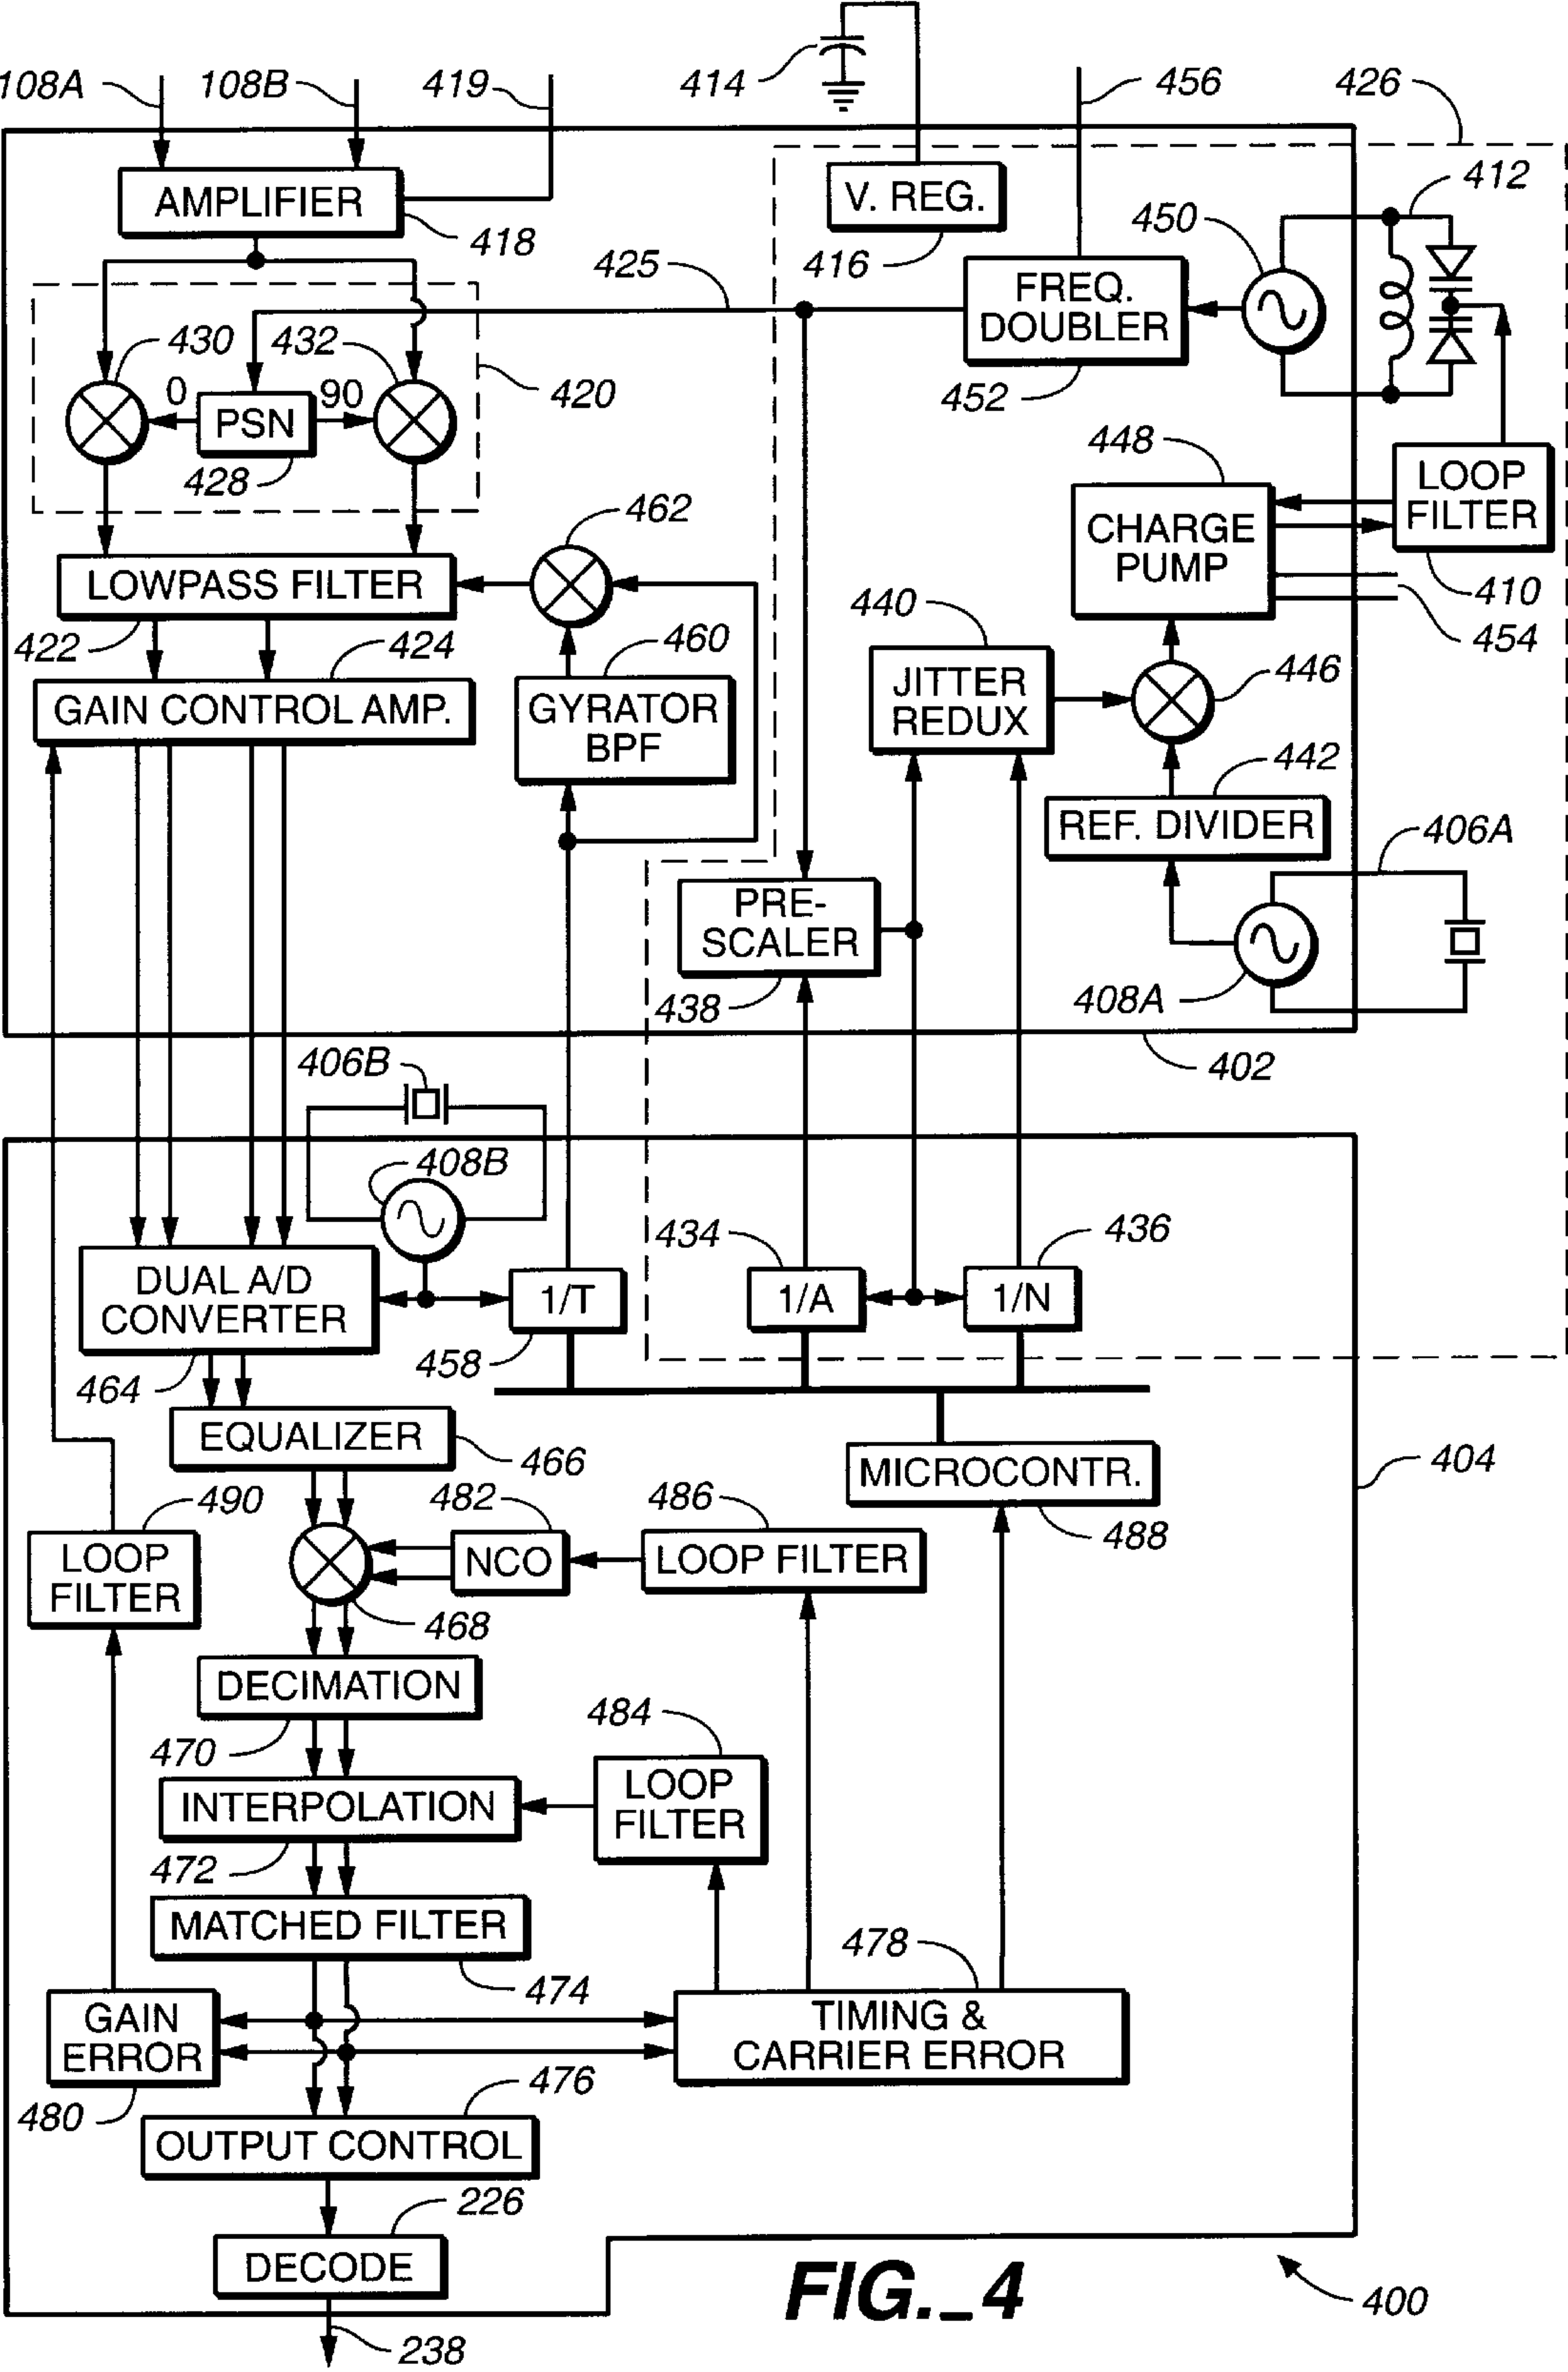 108A
108B
419
414
456
426
AMPLIFIER
418
V. REG.
416
412
450
425
FREQ.
DOUBLER
452
430
432
0
PSN
90
428
420
448
LOOP
FILTER
410
CHARGE
PUMP
454
462
LOWPASS FILTER
422
424
440
460
JITTER
REDUX
446
GAIN CONTROL AMP.
GYRATOR
BPF
442
REF. DIVIDER
406A
PRE-
SCALER
438
408A
402
406B
408B
434
436
DUAL A/D
CONVERTER
464
1/T
458
1/A
1/N
EQUALIZER
466
MICROCONTR.
488
404
490
482
486
LOOP
FILTER
NCO
LOOP FILTER
468
DECIMATION
470
484
LOOP
FILTER
INTERPOLATION
472
MATCHED FILTER
474
478
GAIN
ERROR
480
TIMING &
CARRIER ERROR
476
OUTPUT CONTROL
226
DECODE
238
FIG._4
400